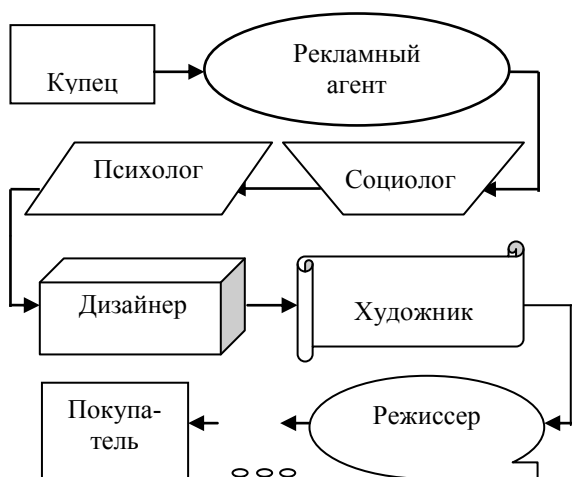 Купец
Рекламный
агент
Психолог
Социолог
Дизайнер
Художник
Покупа-
тель
Режиссер